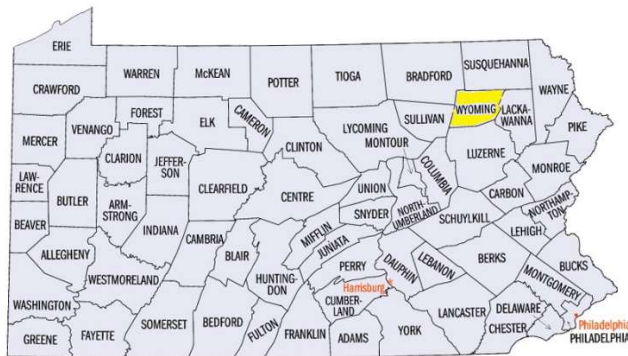 ERIE
CRAWFORD
WARREN
McKEAN
POTTER
TIOGA
BRADFORD
SUSQUEHANNA
WAYNE
WYOMING
LACKA-
WANNA
PIKE
MERCER
VENANGO
FOREST
ELK
CAMERON
CLINTON
LYCOMING
SULLIVAN
MONTOUR
COLUMBIA
LUZERNE
MONROE
LAW-
RENCE
BUTLER
CLARION
JEFFER-
SON
CLEARFIELD
CENTRE
UNION
SNYDER
NORTH-
UMBERLAND
SCHUYLKILL
CARBON
NORTHAMP-
TON
LEHIGH
BEAVER
ARM-
STRONG
INDIANA
CAMBRIA
BLAIR
HUNTING-
DON
MIFFLIN
JUNIATA
PERRY
DAUPHIN
LEBANON
BERKS
BUCKS
MONTGOMERY
ALLEGHENY
WESTMORELAND
Harrisburg
CUMBER-
LAND
WASHINGTON
GREENE
FAYETTE
SOMERSET
BEDFORD
FULTON
FRANKLIN
ADAMS
YORK
LANCASTER
CHESTER
DELAWARE
Philadelphia
PHILADELPHIA